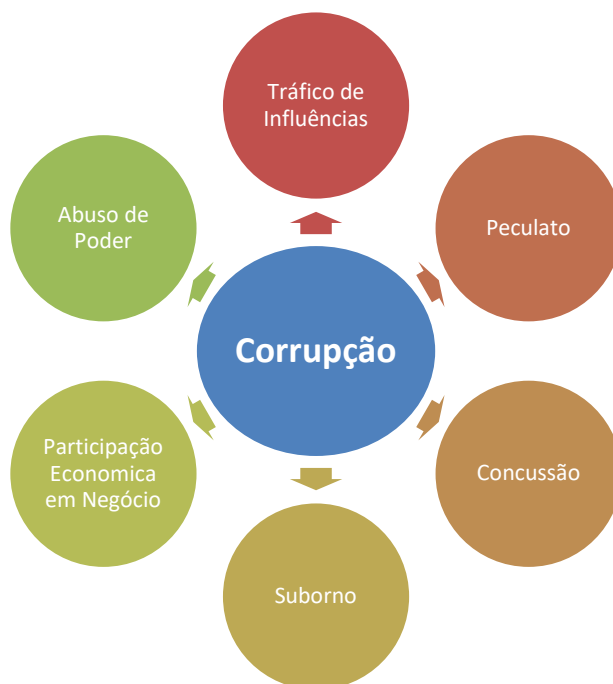 Tráfico de
Influências
Abuso de
Poder
Peculato
Corrupção
Participação
Economica
em Negócio
Concussão
Suborno